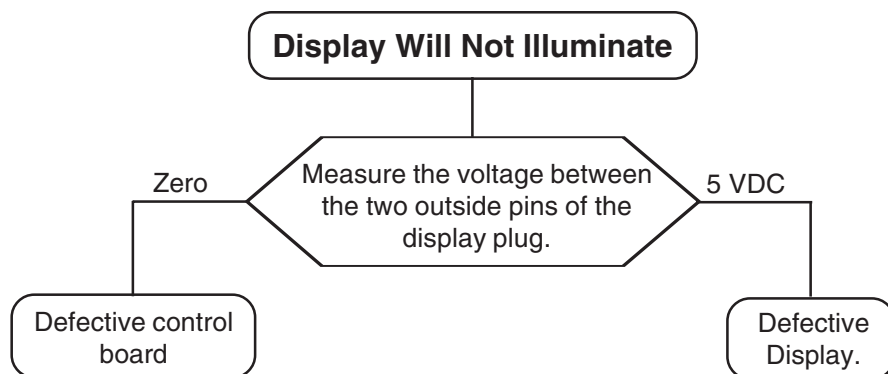 Display Will Not Illuminate
Zero
Measure the voltage between
the two outside pins of the
display plug.
5 VDC
Defective control
board
Defective
Display.